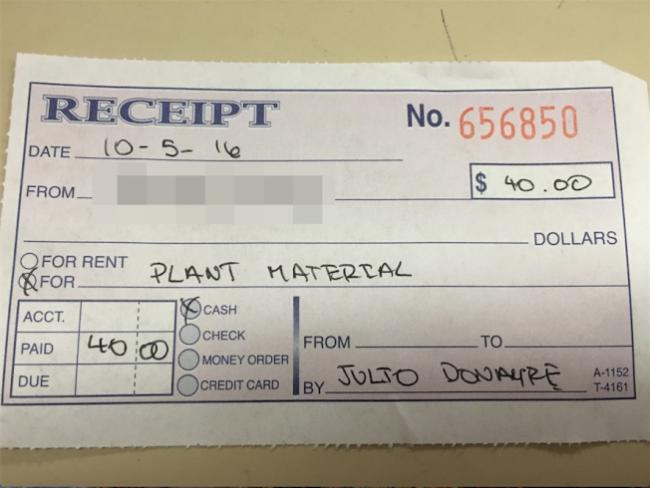 RECEIPT No. 656850
DATE 10-5-16
FROM $ 40.00
DOLLARS
FOR RENT
FOR PLANT MATERIAL
ACCT. CASH
CHECK
PAID 40 00 FROM TO
MONEY ORDER
DUE CREDIT CARD BY JULIO DONAYRE A-1152
T-4161